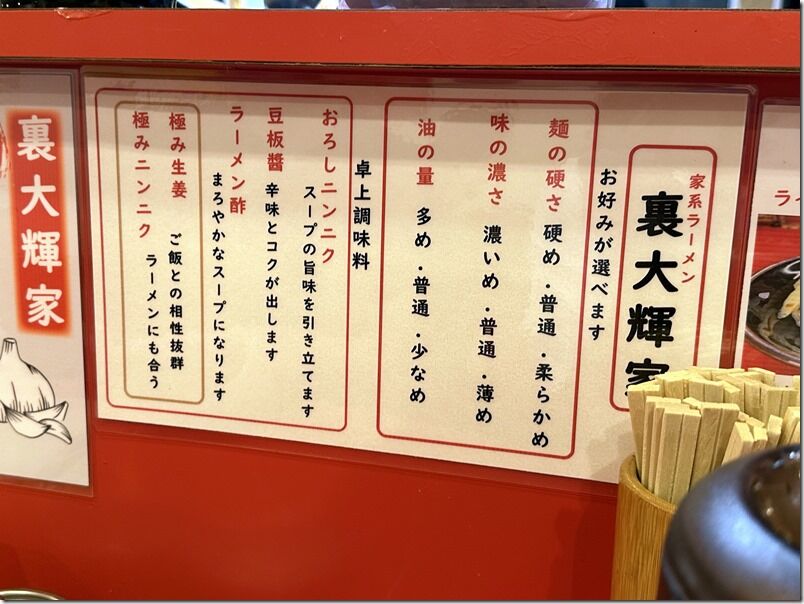 家系ラーメン
裏大輝家
お好みが選べます
麺の硬さ 硬め・普通・柔らかめ
味の濃さ 濃いめ・普通・薄め
油の量 多め・普通・少なめ
卓上調味料
おろしニンニク
スープの旨味を引き立てます
豆板醤 辛味とコクが出します
ラーメン酢
まろやかなスープになります
極み生姜 ご飯との相性抜群
極みニンニク ラーメンにも合う
裏大輝家